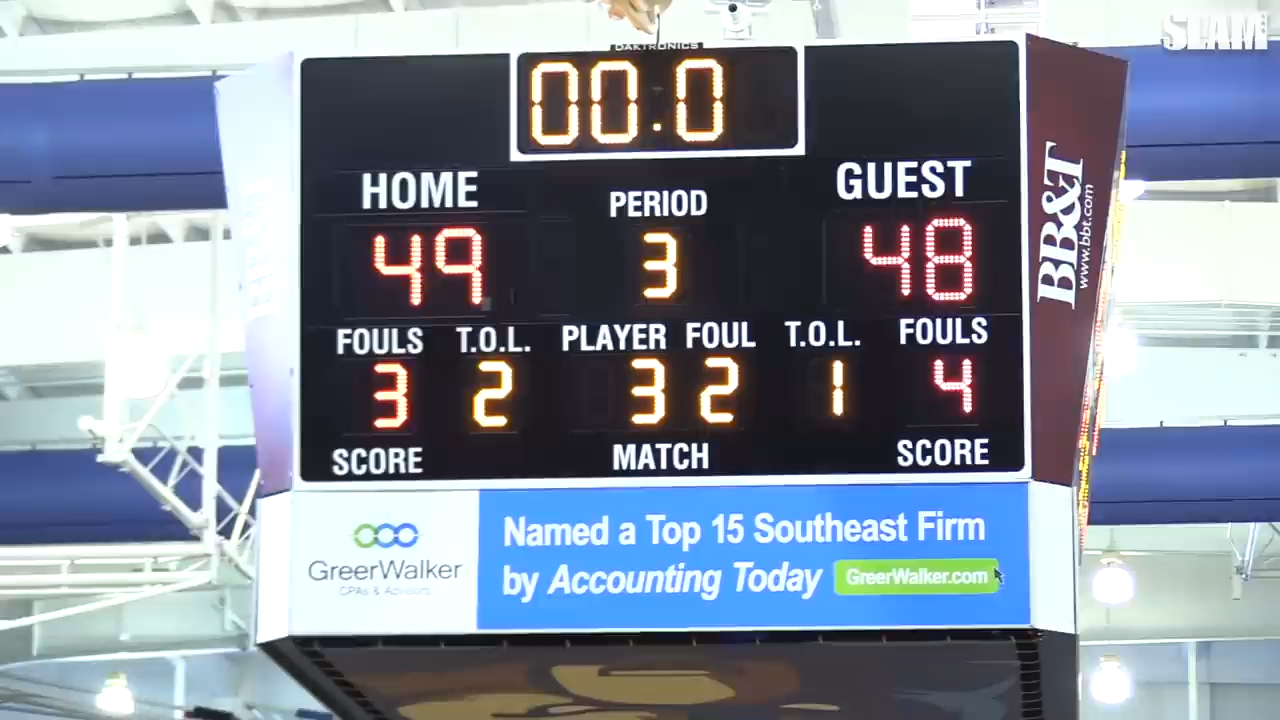 SLAM
DAKTRONICS
00.0
HOME
PERIOD
GUEST
49
3
48
FOULS T.O.L. PLAYER FOUL T.O.L. FOULS
3 2 3 2 1 4
SCORE MATCH SCORE
BB&T
www.bbt.com
GreerWalker
CPAs & Advisors
Named a Top 15 Southeast Firm
by Accounting Today GreerWalker.com